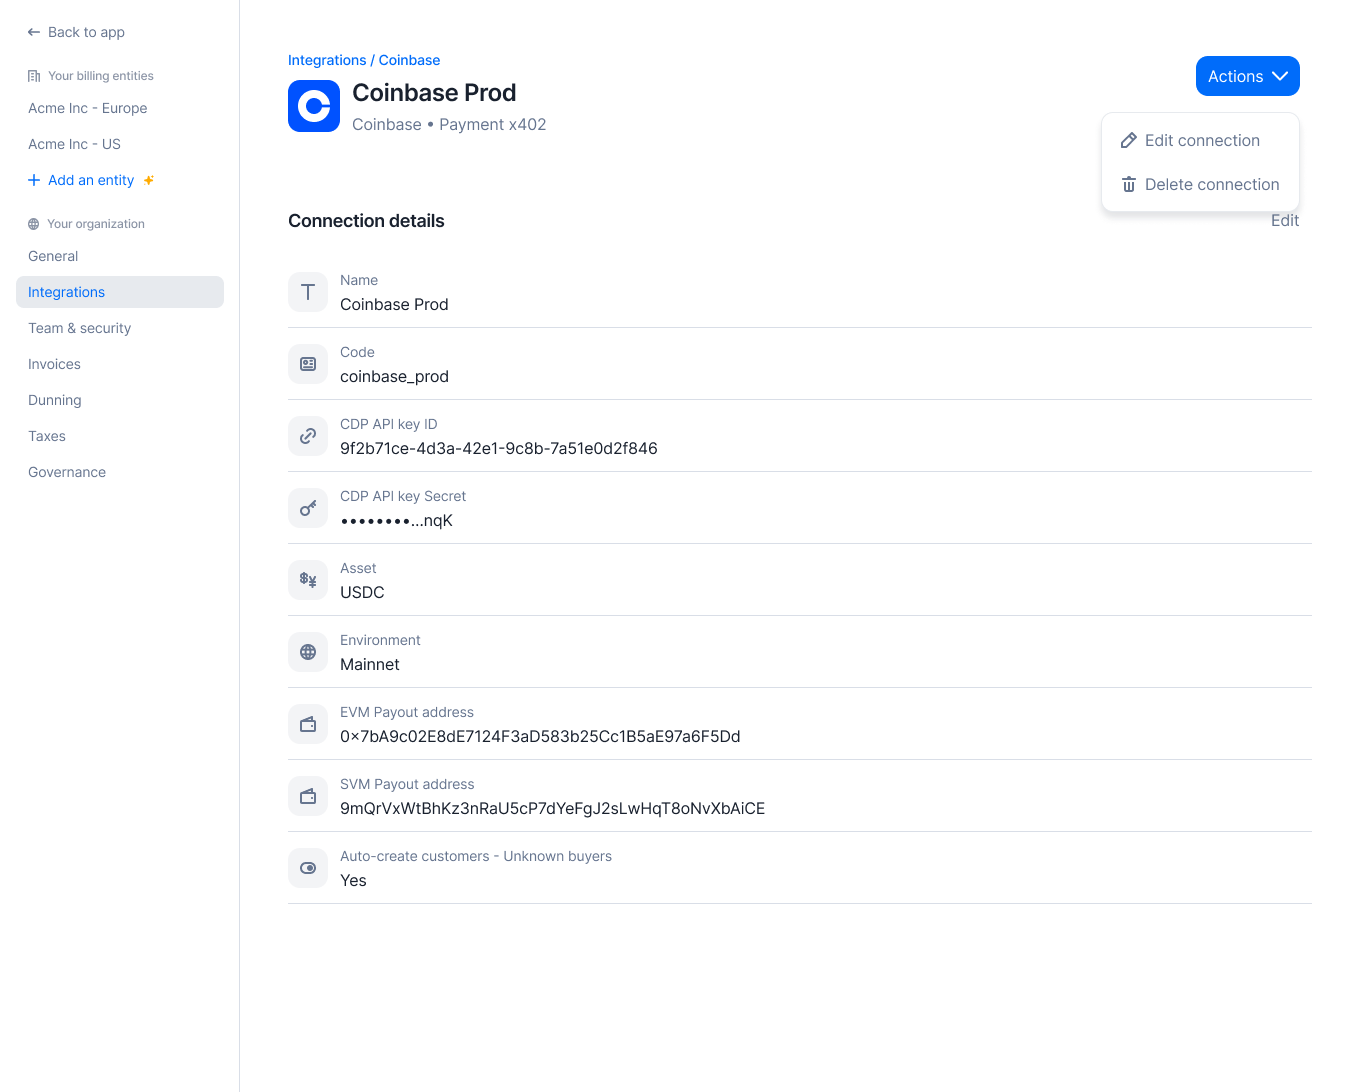 Back to app
Your billing entities
Acme Inc - Europe
Acme Inc - US
Add an entity
Your organization
General
Integrations
Team & security
Invoices
Dunning
Taxes
Governance
Integrations / Coinbase
Coinbase Prod
Coinbase • Payment x402
Actions
Edit connection
Delete connection
Connection details
Edit
Name
Coinbase Prod
Code
coinbase_prod
CDP API key ID
9f2b71ce-4d3a-42e1-9c8b-7a51e0d2f846
CDP API key Secret
••••••••…nqK
Asset
USDC
Environment
Mainnet
EVM Payout address
0×7bA9c02E8dE7124F3aD583b25Cc1B5aE97a6F5Dd
SVM Payout address
9mQrVxWtBhKz3nRaU5cP7dYeFgJ2sLwHqT8oNvXbAiCE
Auto-create customers - Unknown buyers
Yes